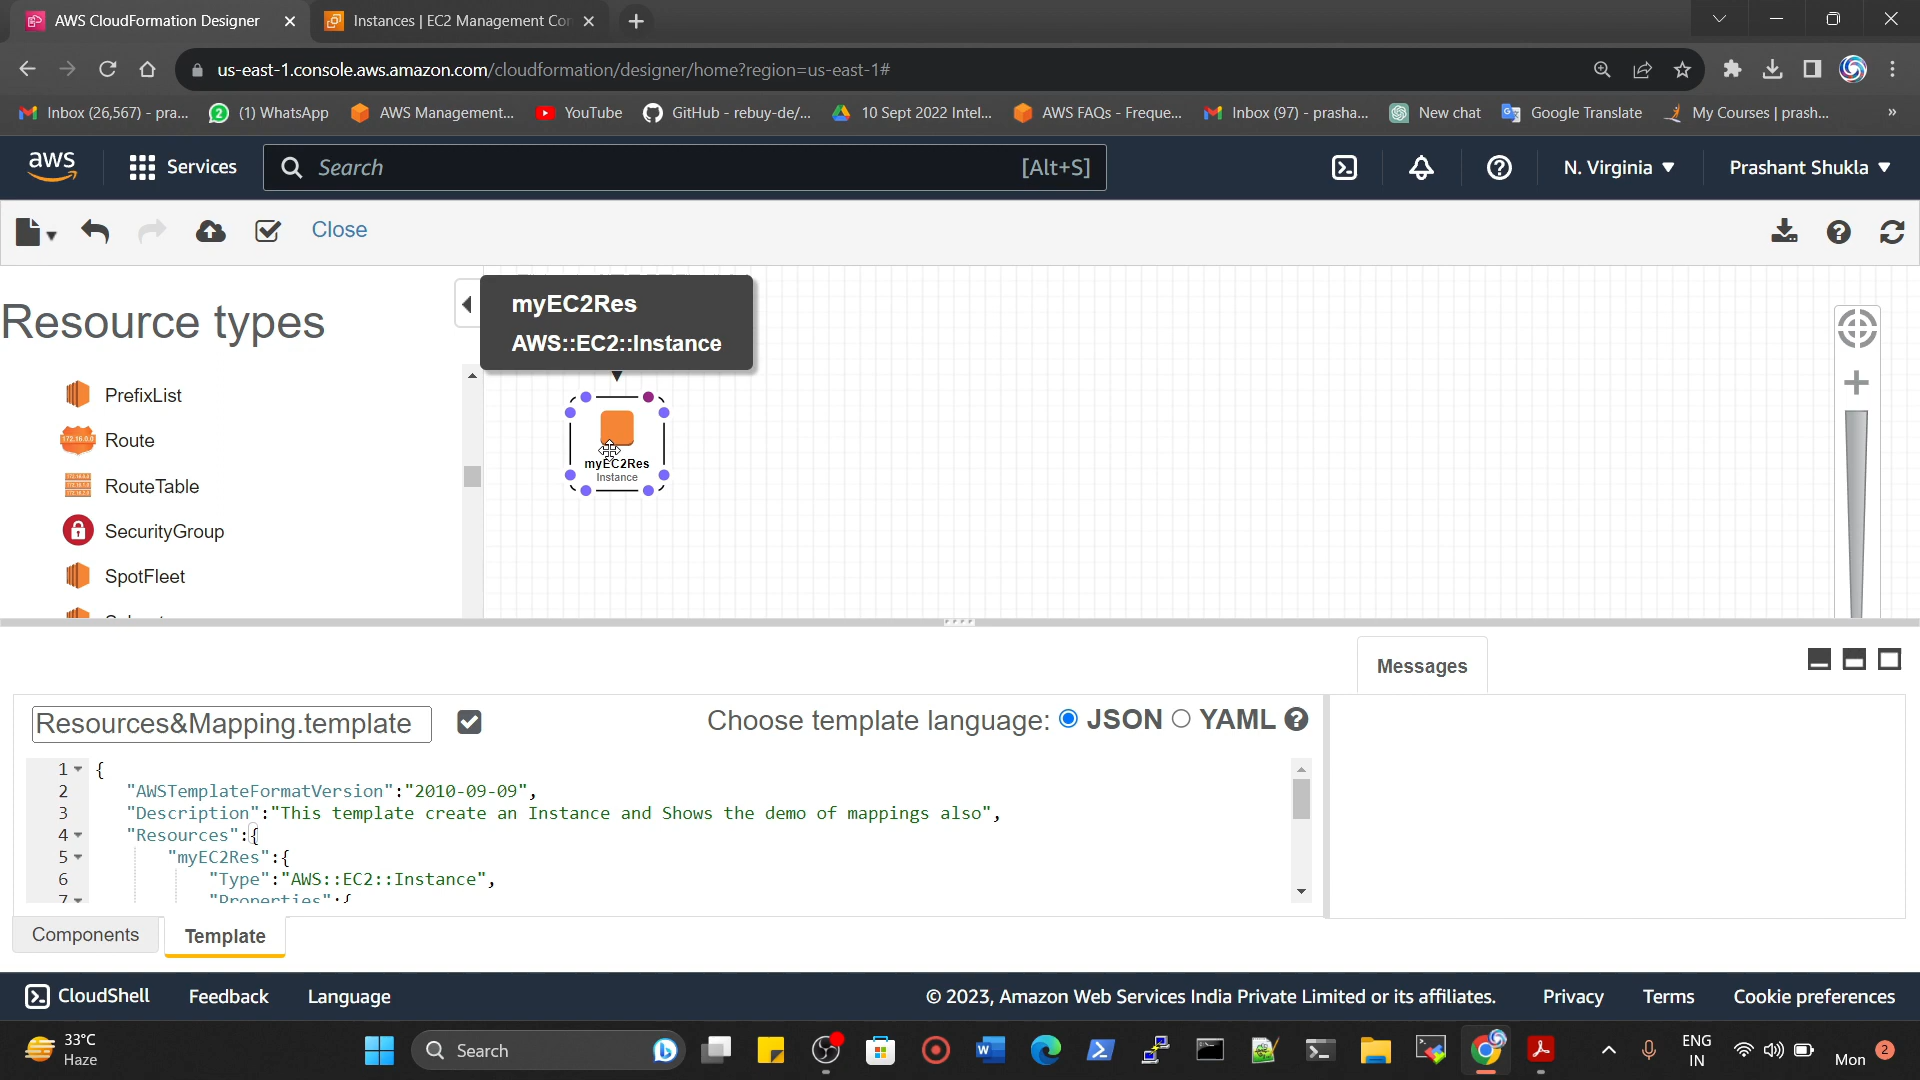 AWS CloudFormation Designer
Instances | EC2 Management Con
us-east-1.console.aws.amazon.com/cloudformation/designer/home?region=us-east-1#
Inbox (26,567) - pra...
(1) WhatsApp
AWS Management...
YouTube
GitHub - rebuy-de/...
10 Sept 2022 Intel...
AWS FAQs - Freque...
Inbox (97) - prasha...
New chat
Google Translate
My Courses | prash...
»
aws
Services
Search
[Alt+S]
N. Virginia
Prashant Shukla
Close
Resource types
myEC2Res
AWS::EC2::Instance
PrefixList
172.16.0.0
Route
RouteTable
SecurityGroup
SpotFleet
myEC2Res
Instance
Messages
Resources&Mapping.template
Choose template language: JSON YAML
1 {
2 "AWSTemplateFormatVersion":"2010-09-09",
3 "Description":"This template create an Instance and Shows the demo of mappings also",
4 "Resources":{
5 "myEC2Res":{
6 "Type":"AWS::EC2::Instance",
7 "Properties":{
Components
Template
CloudShell
Feedback
Language
© 2023, Amazon Web Services India Private Limited or its affiliates.
Privacy
Terms
Cookie preferences
33°C
Haze
Search
ENG
IN
Mon
2